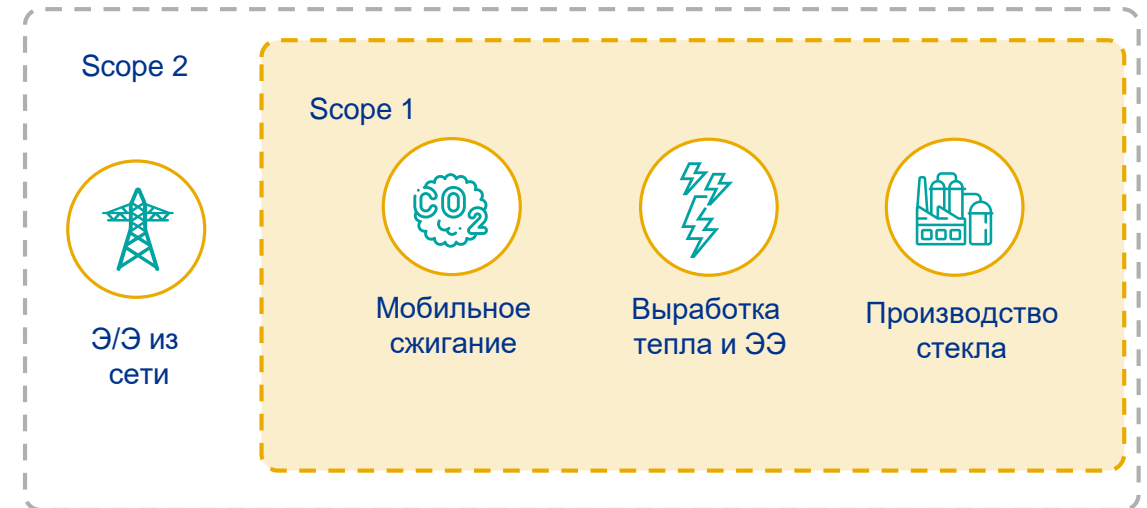 Scope 2
Scope 1
CO2
Э/Э из
сети
Мобильное
сжигание
Выработка
тепла и ЭЭ
Производство
стекла